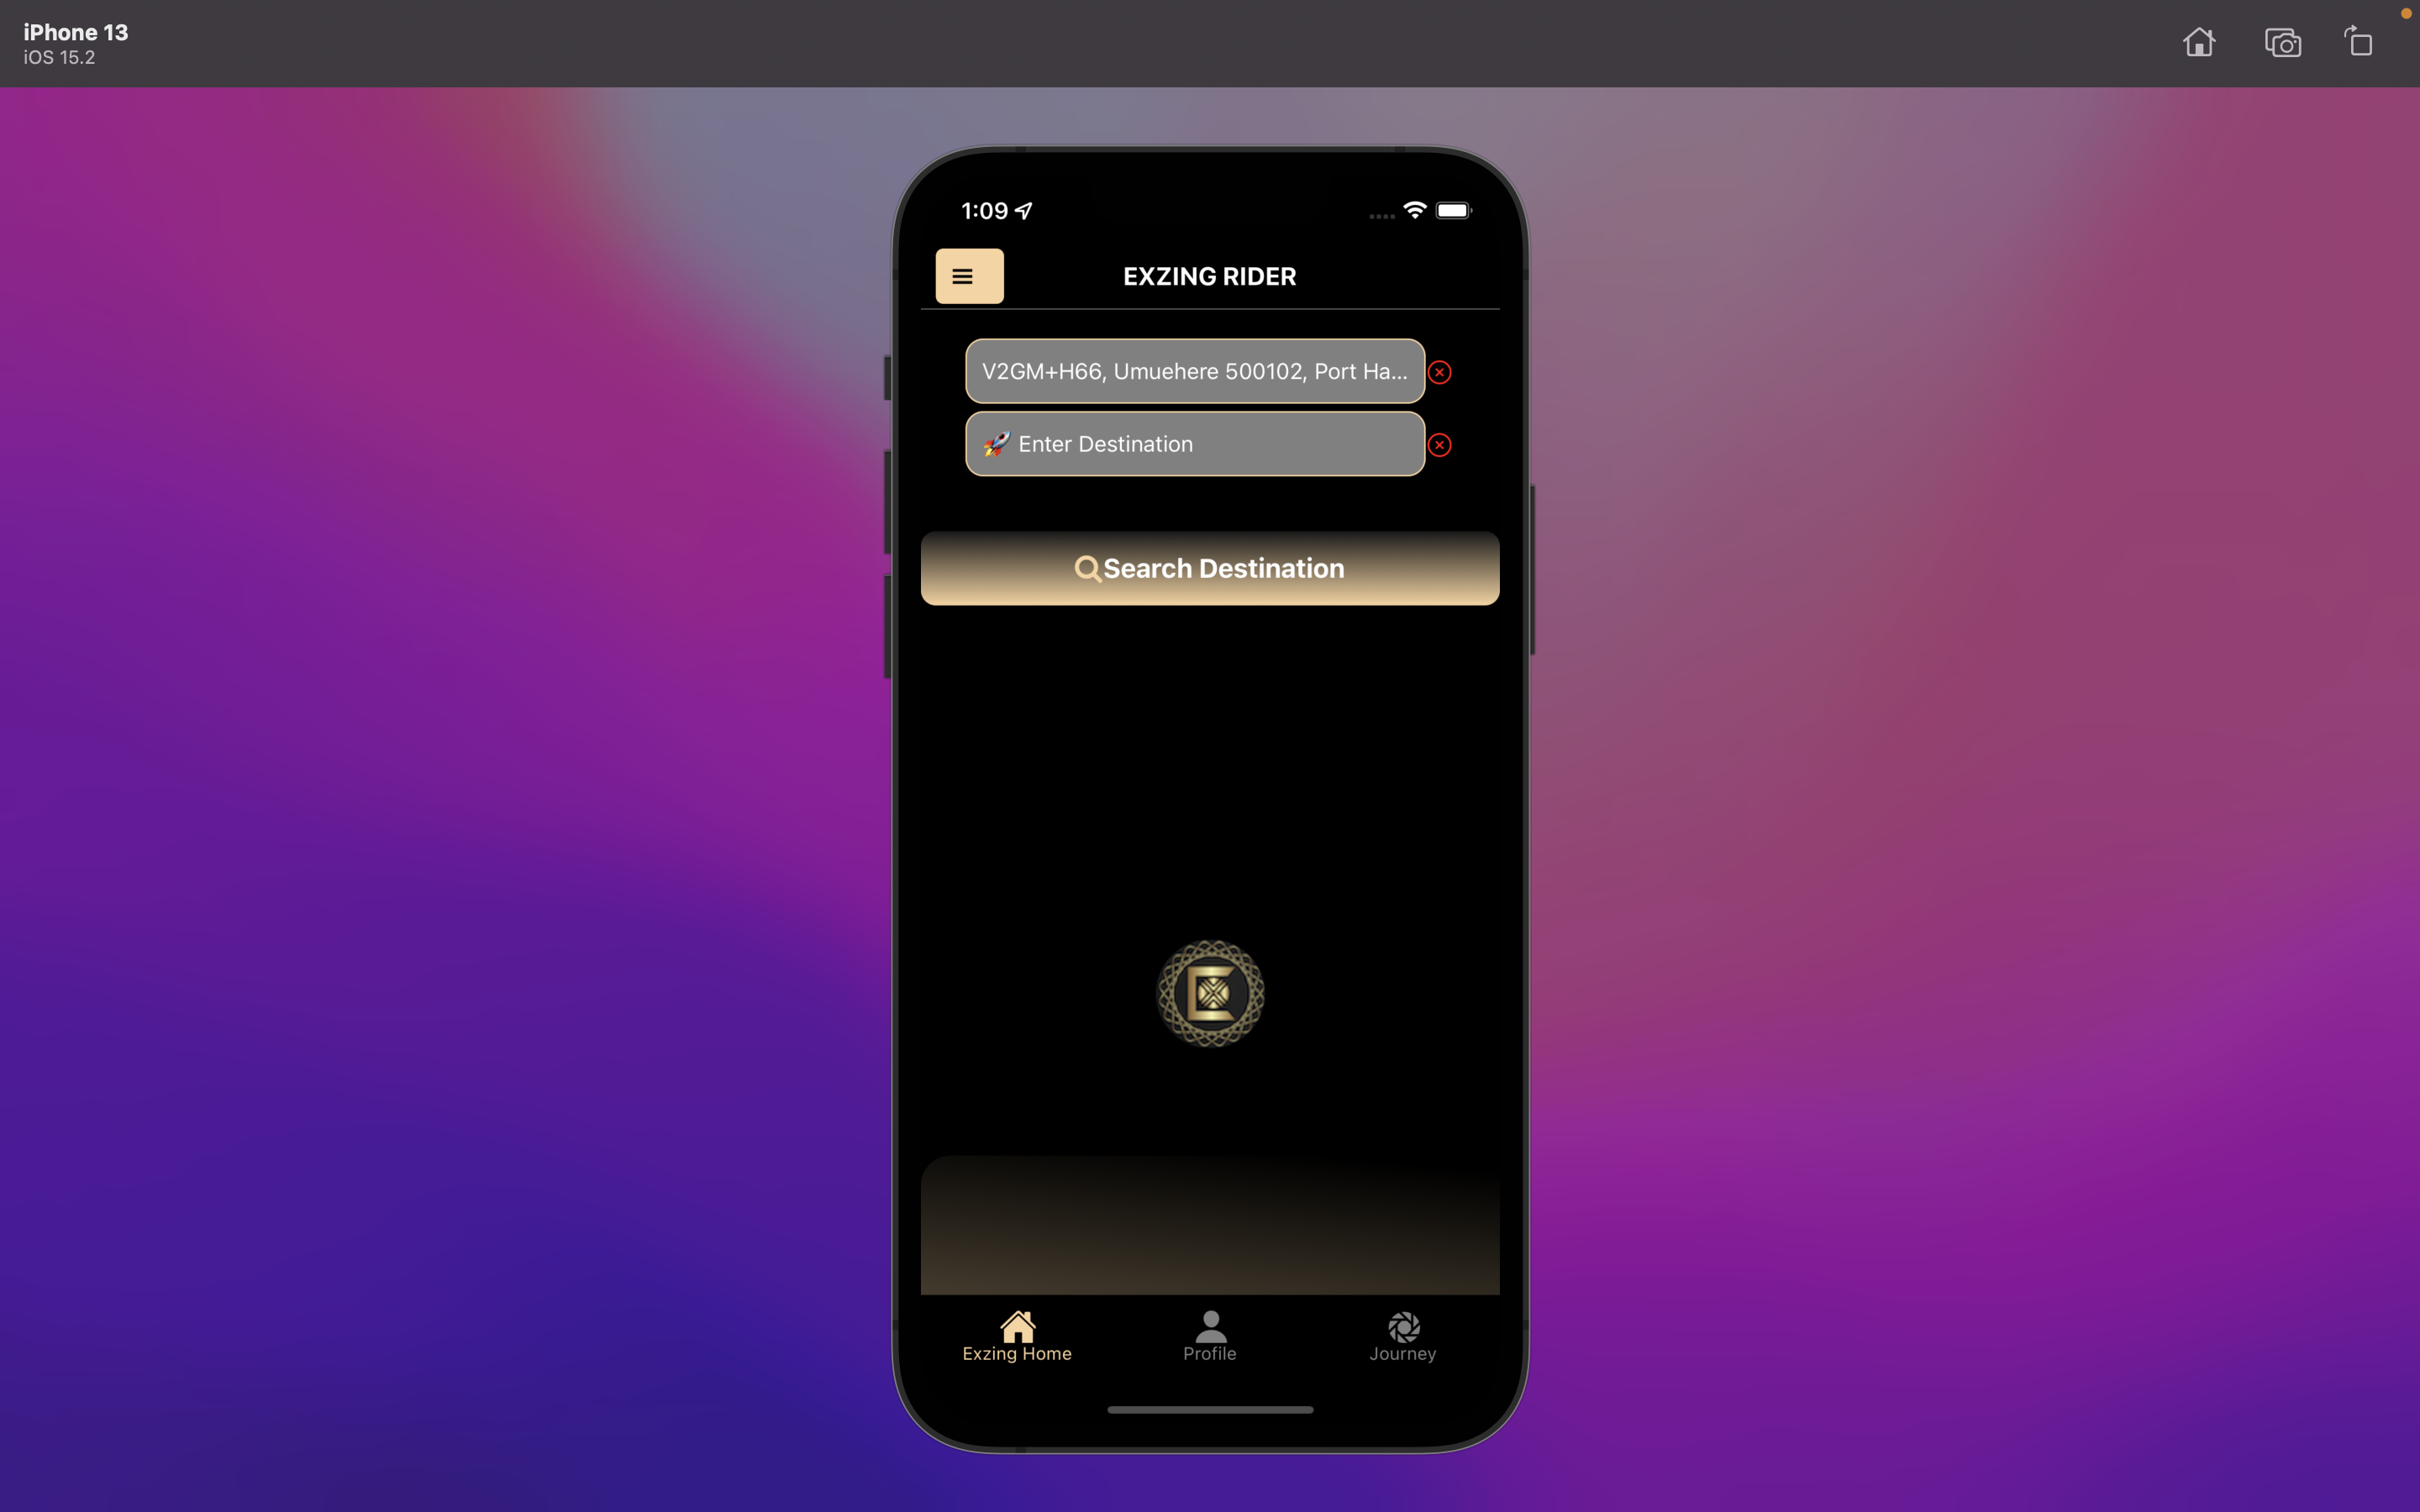 iPhone 13
iOS 15.2
1:09
EXZING RIDER
V2GM+H66, Umuehere 500102, Port Ha...
🚀 Enter Destination
Search Destination
Exzing Home
Profile
Journey